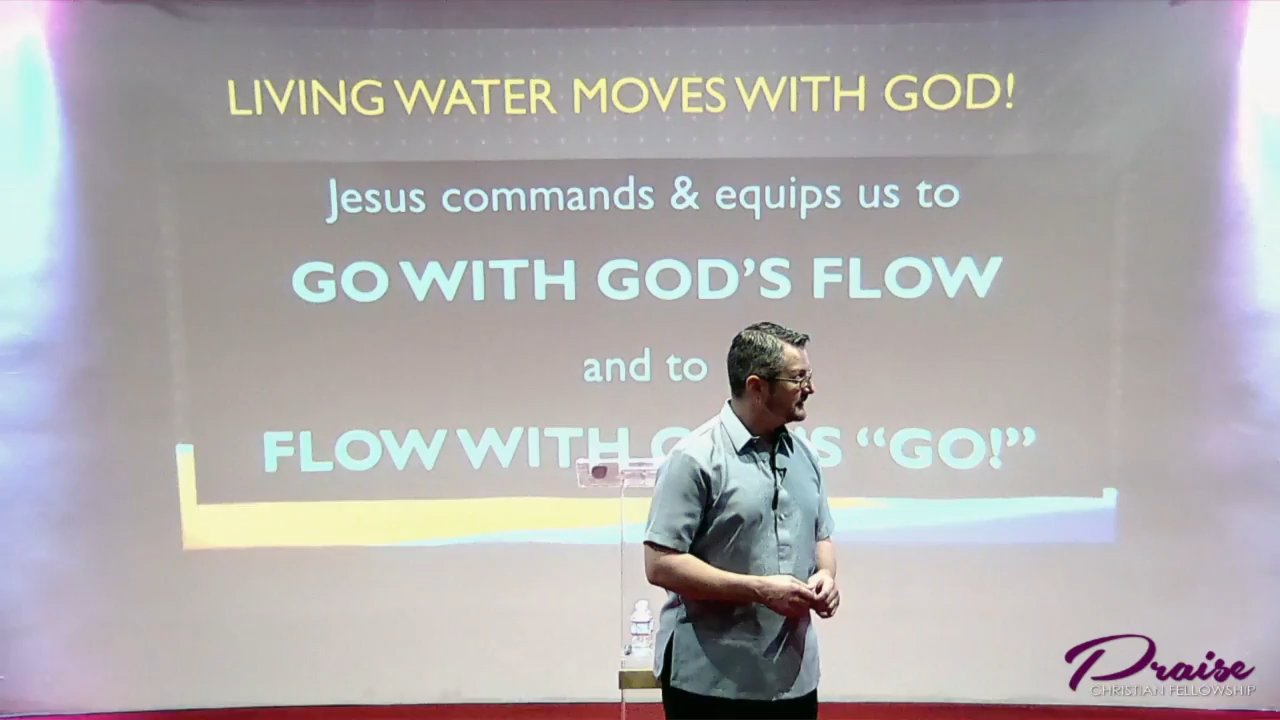 LIVING WATER MOVES WITH GOD!
Jesus commands & equips us to
GO WITH GOD'S FLOW
and to
FLOW WITH G S “GO!”
Praise
CHRISTIAN FELLOWSHIP